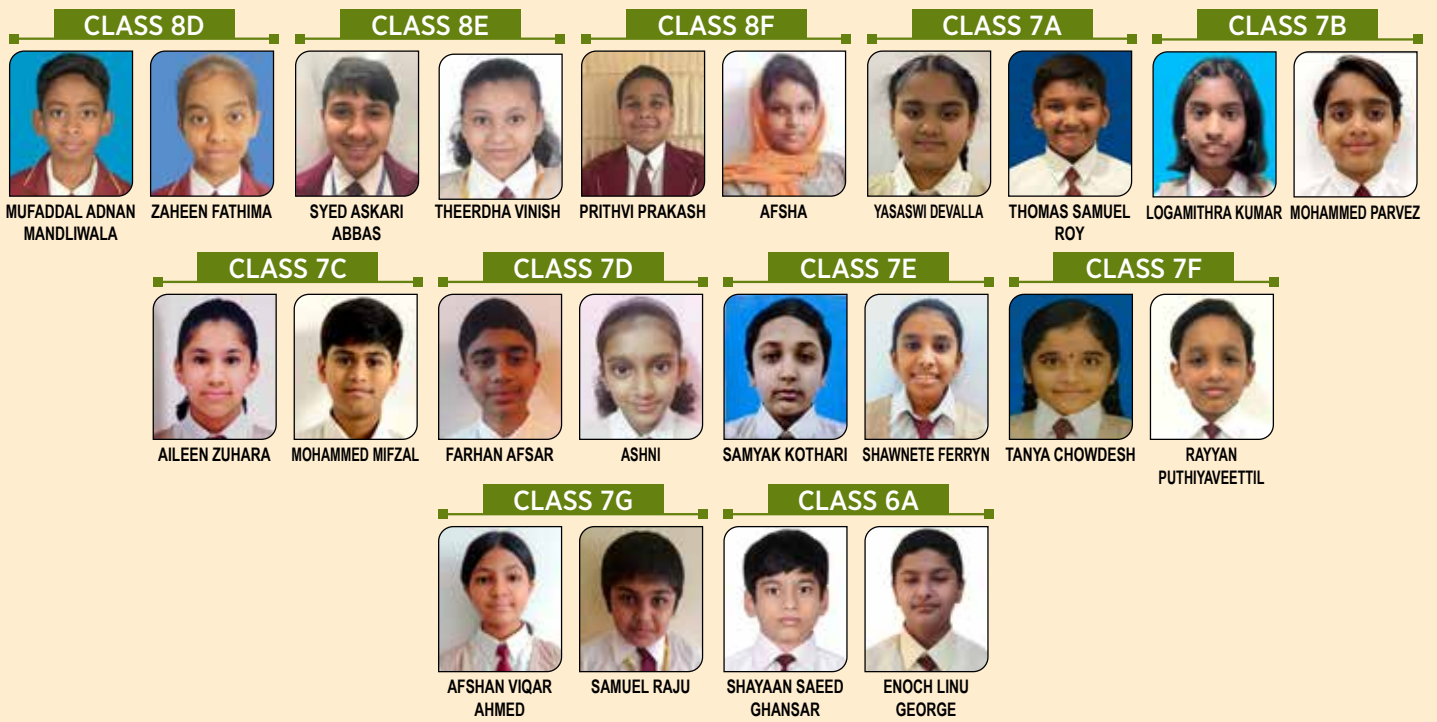 CLASS 8D
CLASS 8E
CLASS 8F
CLASS 7A
CLASS 7B
MUFADDAL ADNAN
MANDLIWALA
ZAHEEN FATHIMA
SYED ASKARI
ABBAS
THEERDHA VINISH
PRITHVI PRAKASH
AFSHA
YASASWI DEVALLA
THOMAS SAMUEL
ROY
LOGAMITHRA KUMAR
MOHAMMED PARVEZ
CLASS 7C
CLASS 7D
CLASS 7E
CLASS 7F
AILEEN ZUHARA
MOHAMMED MIFZAL
FARHAN AFSAR
ASHNI
SAMYAK KOTHARI
SHAWNETE FERRYN
TANYA CHOWDESH
RAYYAN
PUTHIYAVEETTIL
CLASS 7G
CLASS 6A
AFSHAN VIQAR
AHMED
SAMUEL RAJU
SHAYAAN SAEED
GHANSAR
ENOCH LINU
GEORGE